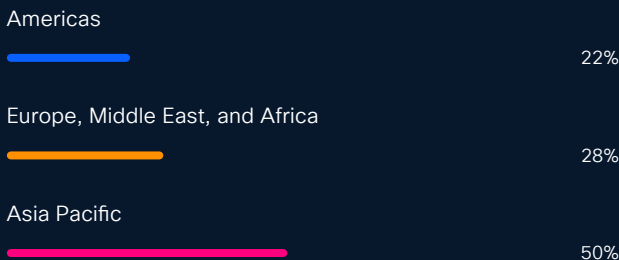 Americas
22%
Europe, Middle East, and Africa
28%
Asia Pacific
50%